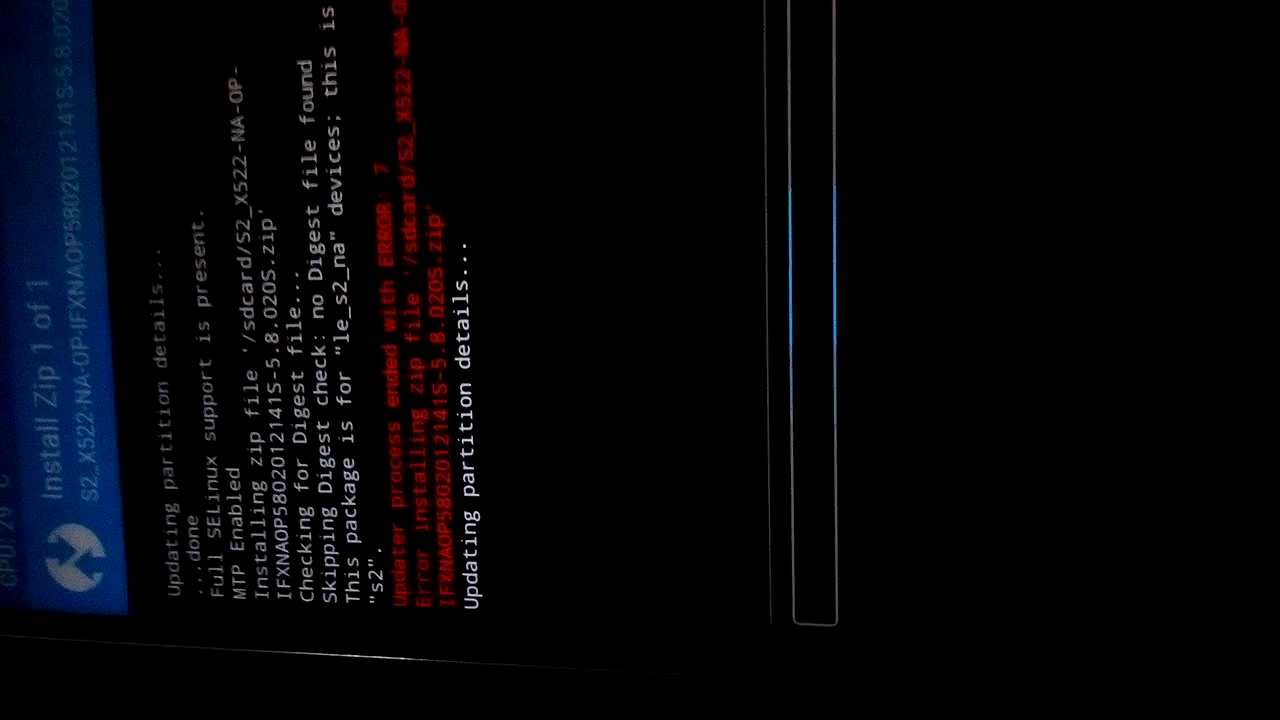 CPU: 29 °C
Install Zip 1 of 1
S2_X522-NA-OP-IFXNAOP5802012141S-5.8.020
Updating partition details...
...done
Full SELinux support is present.
MTP Enabled
Installing zip file '/sdcard/S2_X522-NA-OP-
IFXNAOP5802012141S-5.8.020S.zip'
Checking for Digest file...
Skipping Digest check: no Digest file found
This package is for "le_s2_na" devices; this is
"s2".
Updater process ended with ERROR: 7
Error installing zip file '/sdcard/S2_X522-NA-O
IFXNAOP5802012141S-5.8.020S.zip'
Updating partition details...